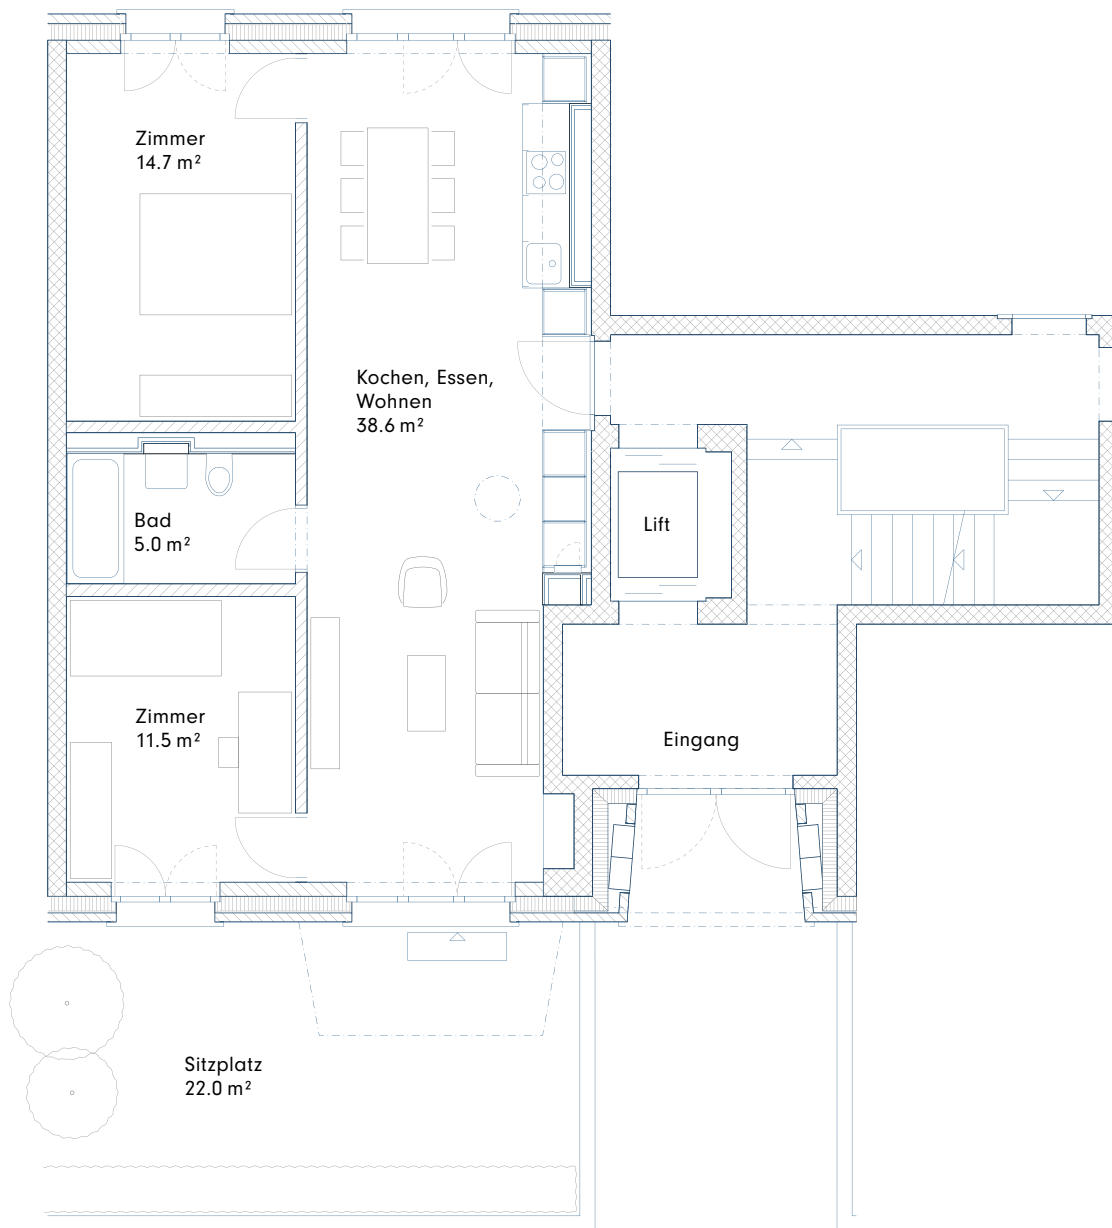 Zimmer
14.7 m²
Kochen, Essen,
Wohnen
38.6 m²
Bad
5.0 m²
Lift
Zimmer
11.5 m²
Eingang
Sitzplatz
22.0 m²